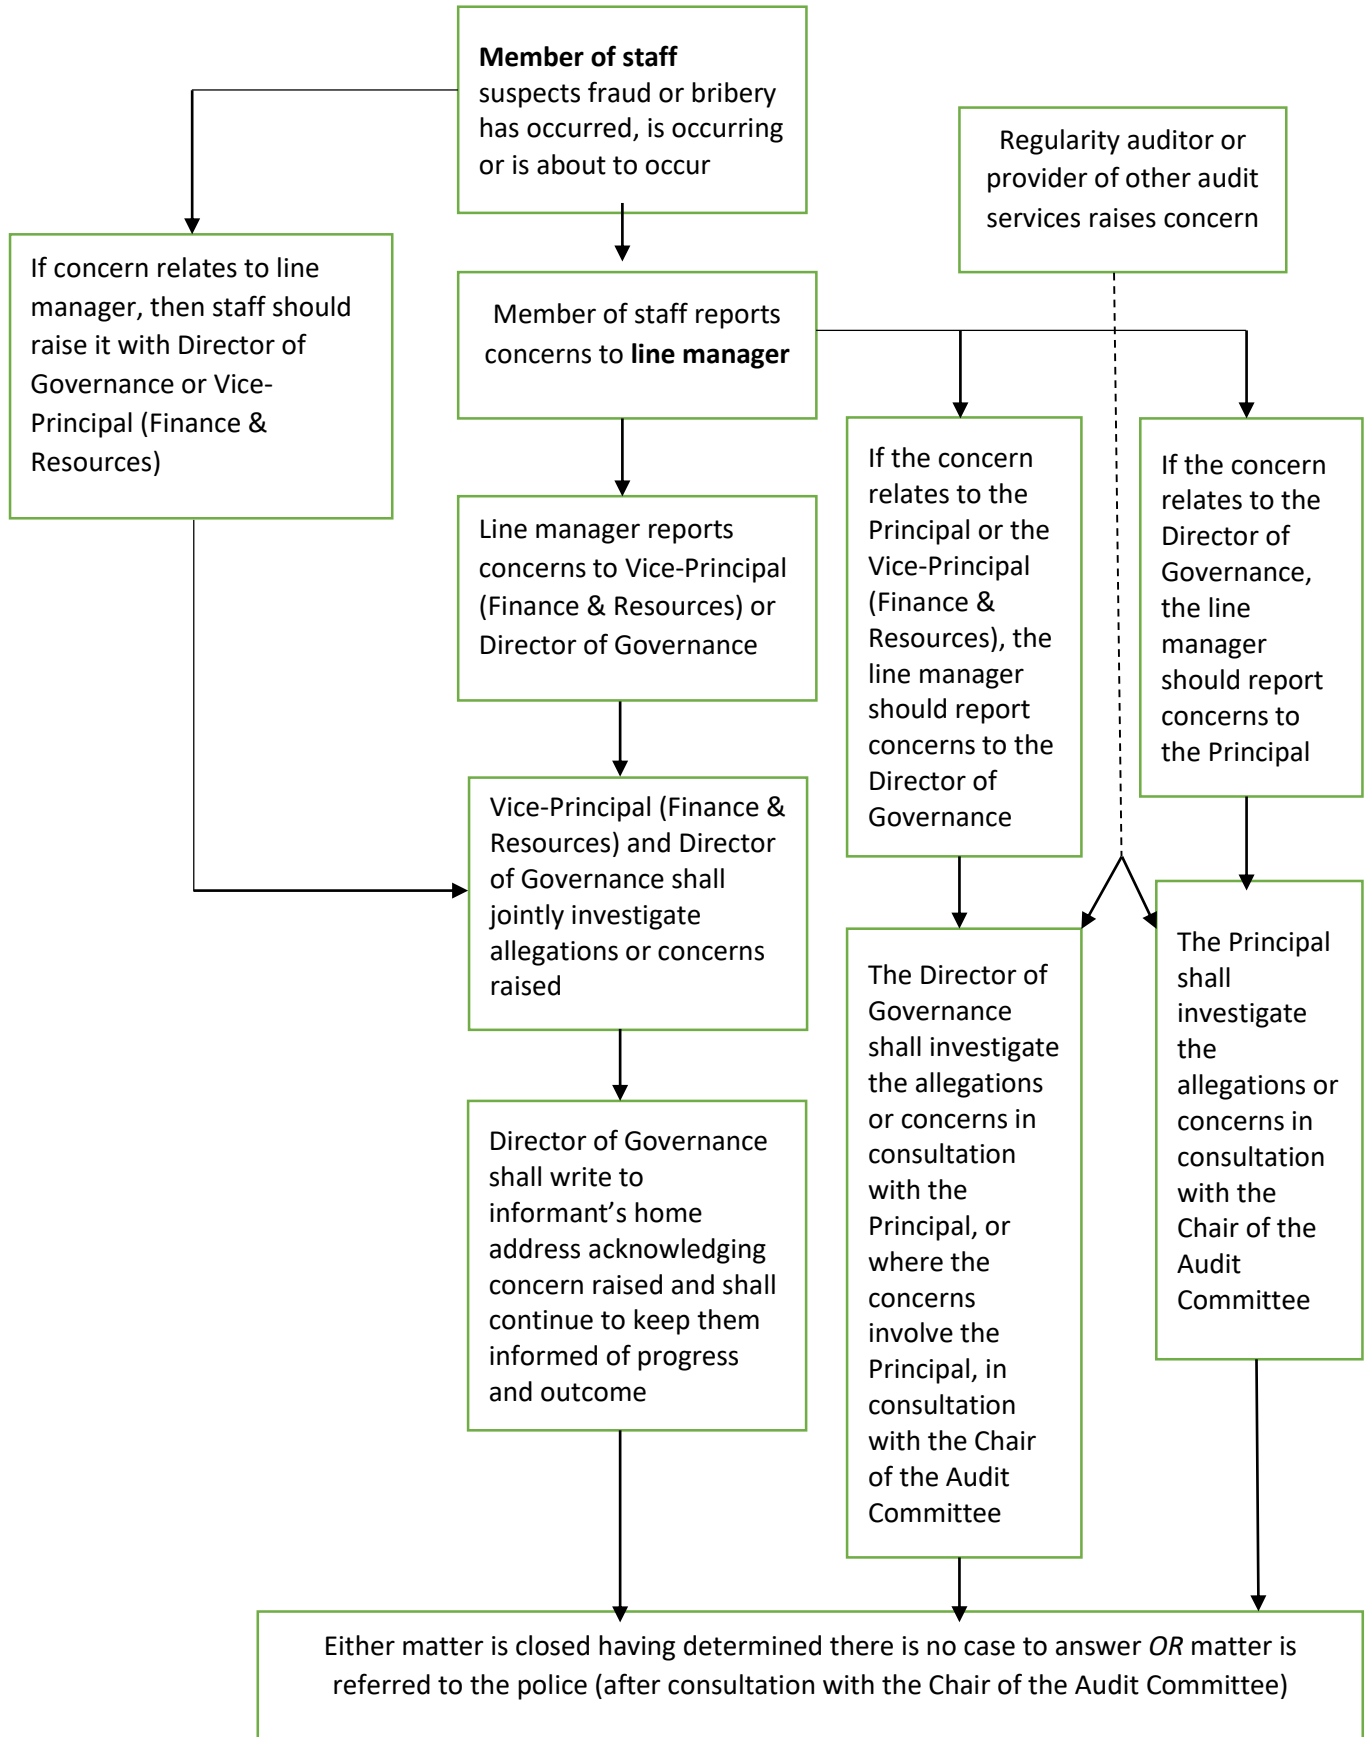 Member of staff
suspects fraud or bribery
has occurred, is occurring
or is about to occur
Regularity auditor or
provider of other audit
services raises concern
If concern relates to line
manager, then staff should
raise it with Director of
Governance or Vice-
Principal (Finance &
Resources)
Member of staff reports
concerns to line manager
Line manager reports
concerns to Vice-Principal
(Finance & Resources) or
Director of Governance
If the concern
relates to the
Principal or the
Vice-Principal
(Finance &
Resources), the
line manager
should report
concerns to the
Director of
Governance
If the concern
relates to the
Director of
Governance,
the line
manager
should report
concerns to
the Principal
Vice-Principal (Finance &
Resources) and Director
of Governance shall
jointly investigate
allegations or concerns
raised
Director of Governance
shall write to
informant’s home
address acknowledging
concern raised and shall
continue to keep them
informed of progress
and outcome
The Director of
Governance
shall investigate
the allegations
or concerns in
consultation
with the
Principal, or
where the
concerns
involve the
Principal, in
consultation
with the Chair
of the Audit
Committee
The Principal
shall
investigate
the
allegations or
concerns in
consultation
with the
Chair of the
Audit
Committee
Either matter is closed having determined there is no case to answer OR matter is
referred to the police (after consultation with the Chair of the Audit Committee)